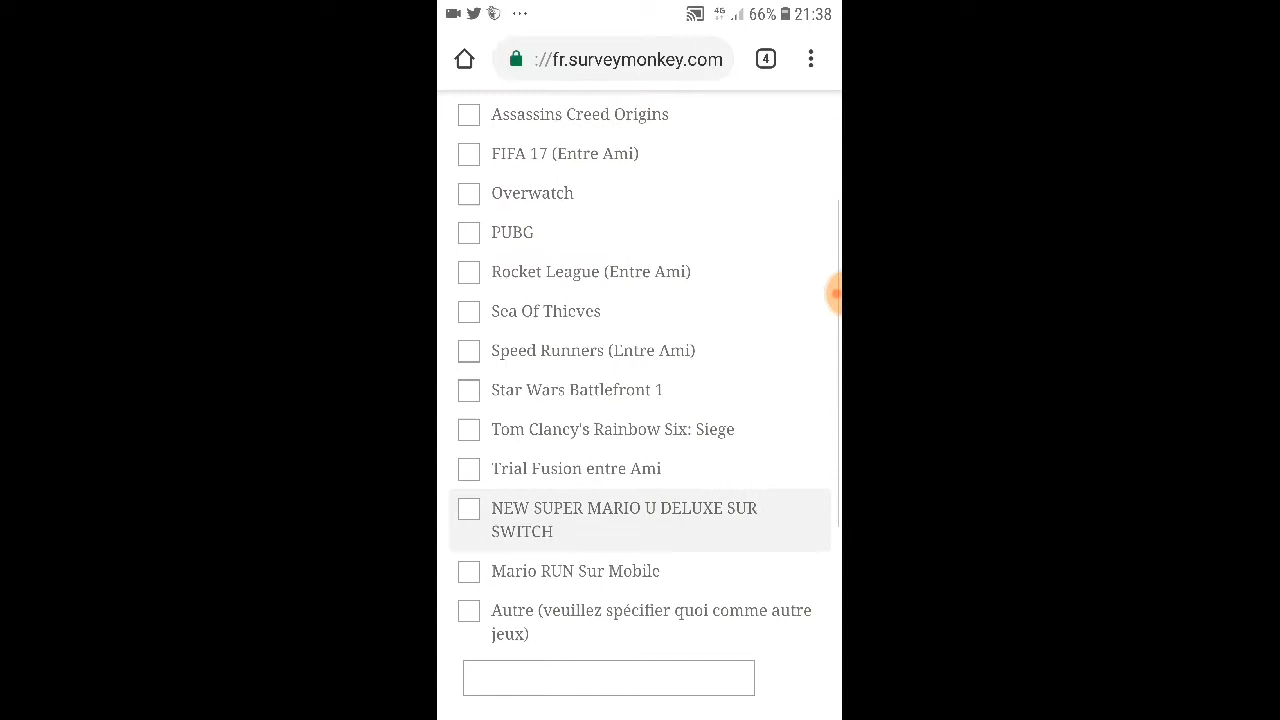 4G 66% 21:38
://fr.surveymonkey.com 4
Assassins Creed Origins
FIFA 17 (Entre Ami)
Overwatch
PUBG
Rocket League (Entre Ami)
Sea Of Thieves
Speed Runners (Entre Ami)
Star Wars Battlefront 1
Tom Clancy's Rainbow Six: Siege
Trial Fusion entre Ami
NEW SUPER MARIO U DELUXE SUR
SWITCH
Mario RUN Sur Mobile
Autre (veuillez spécifier quoi comme autre
jeux)